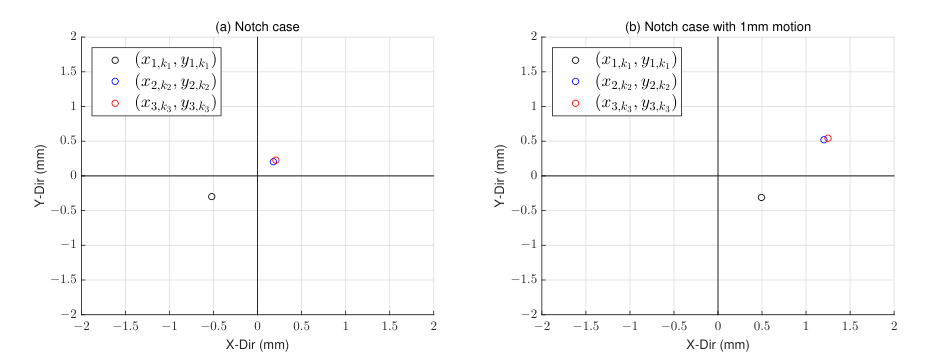 (a) Notch case
2
1.5
1
0.5
0
−0.5
−1
−1.5
−2
Y-Dir (mm)
(x1,k1, y1,k1)
(x2,k2, y2,k2)
(x3,k3, y3,k3)
−2 −1.5 −1 −0.5 0 0.5 1 1.5 2
X-Dir (mm)
(b) Notch case with 1mm motion
2
1.5
1
0.5
0
−0.5
−1
−1.5
−2
Y-Dir (mm)
(x1,k1, y1,k1)
(x2,k2, y2,k2)
(x3,k3, y3,k3)
−2 −1.5 −1 −0.5 0 0.5 1 1.5 2
X-Dir (mm)